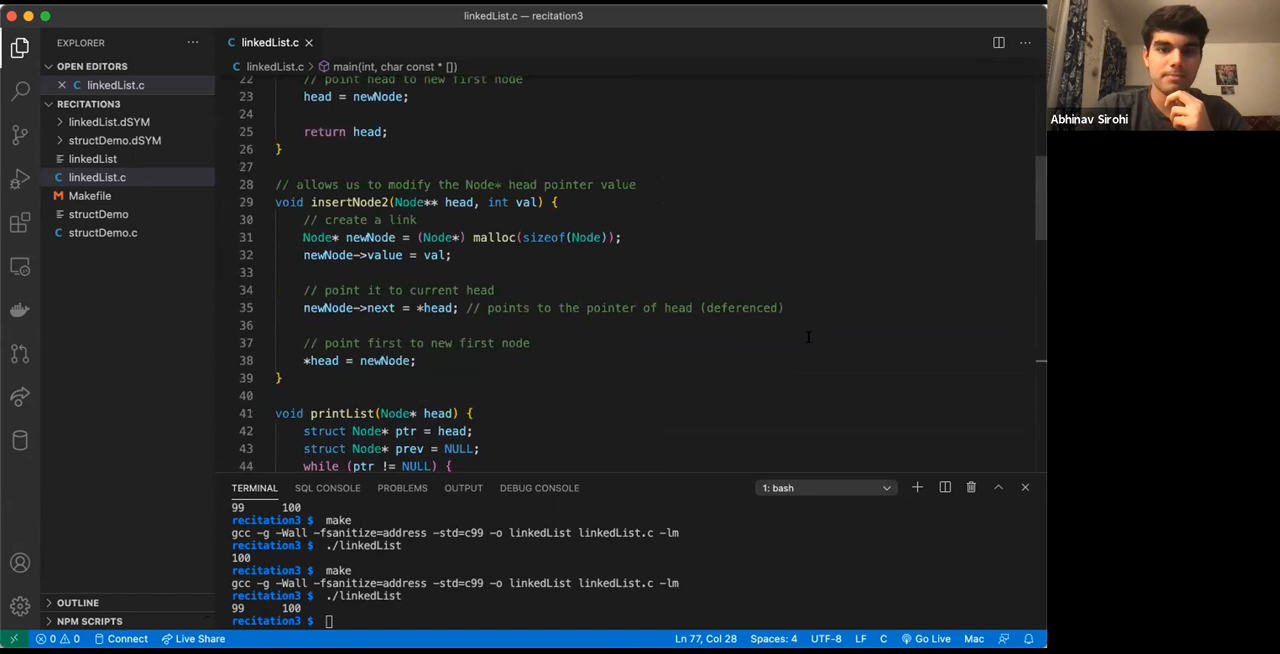 linkedList.c — recitation3
EXPLORER
linkedList.c
OPEN EDITORS
linkedList.c
RECITATION3
linkedList.dSYM
structDemo.dSYM
linkedList
linkedList.c
Makefile
structDemo
structDemo.c
OUTLINE
NPM SCRIPTS
linkedList.c > main(int, char const * [])
22 // point head to new first node
23 head = newNode;
24
25 return head;
26 }
27
28 // allows us to modify the Node* head pointer value
29 void insertNode2(Node** head, int val) {
30 // create a link
31 Node* newNode = (Node*) malloc(sizeof(Node));
32 newNode->value = val;
33
34 // point it to current head
35 newNode->next = *head; // points to the pointer of head (deferenced)
36
37 // point first to new first node
38 *head = newNode;
39 }
40
41 void printList(Node* head) {
42 struct Node* ptr = head;
43 struct Node* prev = NULL;
44 while (ptr != NULL) {
TERMINAL SQL CONSOLE PROBLEMS OUTPUT DEBUG CONSOLE 1: bash
99 100
recitation3 $ make
gcc -g -Wall -fsanitize=address -std=c99 -o linkedList linkedList.c -lm
recitation3 $ ./linkedList
100
recitation3 $ make
gcc -g -Wall -fsanitize=address -std=c99 -o linkedList linkedList.c -lm
recitation3 $ ./linkedList
99 100
recitation3 $
0 0 Connect Live Share Ln 77, Col 28 Spaces: 4 UTF-8 LF C Go Live Mac
Abhinav Sirohi